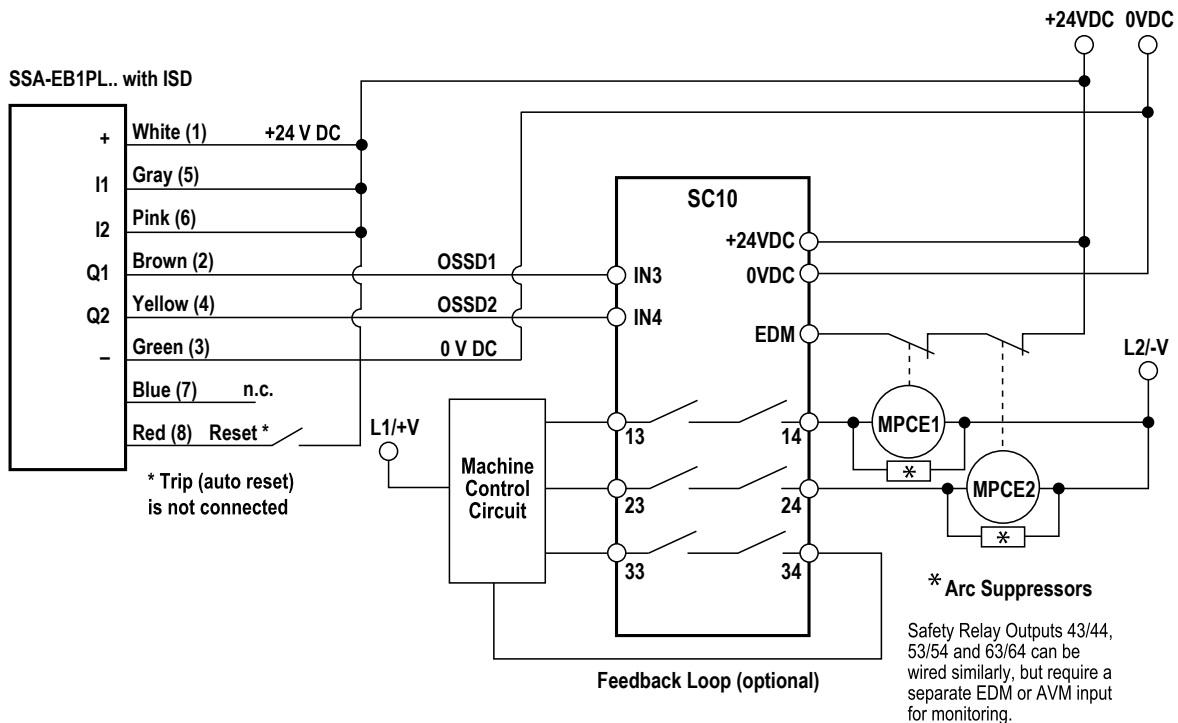 +24VDC 0VDC
SSA-EB1PL.. with ISD
+ White (1) +24 V DC
I1 Gray (5)
I2 Pink (6)
Q1 Brown (2) OSSD1
Q2 Yellow (4) OSSD2
– Green (3) 0 V DC
Blue (7) n.c.
Red (8) Reset *
* Trip (auto reset)
is not connected
SC10
+24VDC
IN3 0VDC
IN4
EDM
L2/-V
L1/+V
Machine
Control
Circuit
13 14
23 24
33 34
MPCE1
*
MPCE2
*
* Arc Suppressors
Feedback Loop (optional)
Safety Relay Outputs 43/44,
53/54 and 63/64 can be
wired similarly, but require a
separate EDM or AVM input
for monitoring.